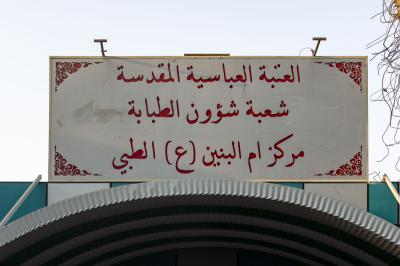 العتبة العباسية المقدسة
شعبة شؤون الطبابة
مركز ام البنين (ع) الطبي